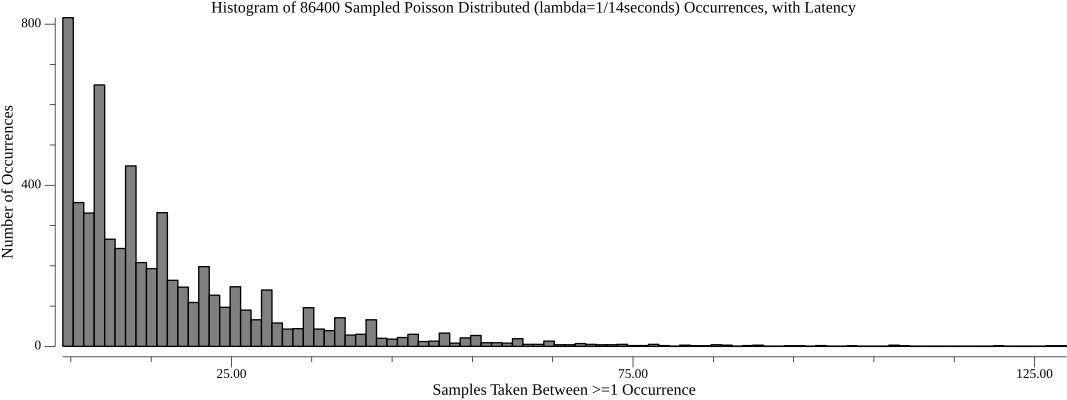 Histogram of 86400 Sampled Poisson Distributed (lambda=1/14seconds) Occurrences, with Latency
800
400
0
Number of Occurrences
25.00 75.00 125.00
Samples Taken Between >=1 Occurrence